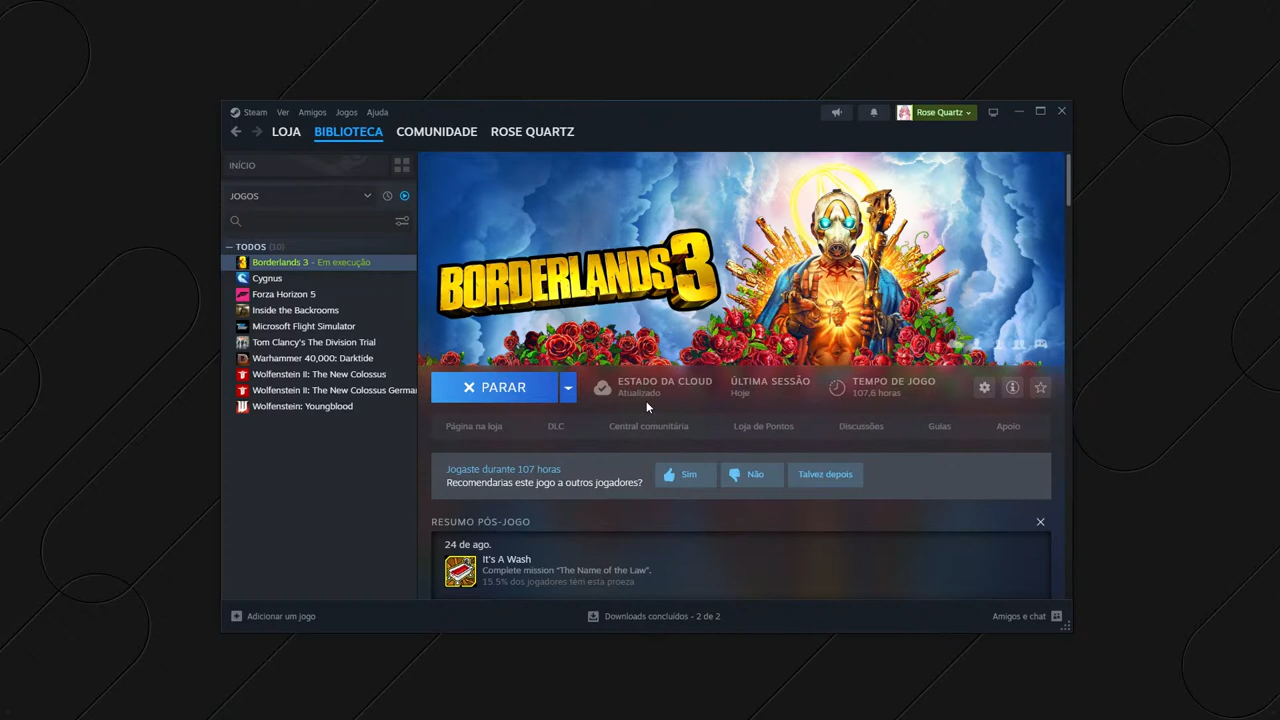 Steam Ver Amigos Jogos Ajuda Rose Quartz
LOJA BIBLIOTECA COMUNIDADE ROSE QUARTZ
INÍCIO
JOGOS
TODOS (10)
Borderlands 3 - Em execução
Cygnus
Forza Horizon 5
Inside the Backrooms
Microsoft Flight Simulator
Tom Clancy's The Division Trial
Warhammer 40,000: Darktide
Wolfenstein II: The New Colossus
Wolfenstein II: The New Colossus Germa
Wolfenstein: Youngblood
BORDERLANDS 3
PARAR
ESTADO DA CLOUD
Atualizado
ÚLTIMA SESSÃO
Hoje
TEMPO DE JOGO
107,6 horas
Página na loja DLC Central comunitária Loja de Pontos Discussões Guias Apoio
Jogaste durante 107 horas
Recomendarias este jogo a outros jogadores?
Sim Não Talvez depois
RESUMO PÓS-JOGO
24 de ago.
It's A Wash
Complete mission "The Name of the Law".
15.5% dos jogadores têm esta proeza
Adicionar um jogo Downloads concluídos - 2 de 2 Amigos e chat